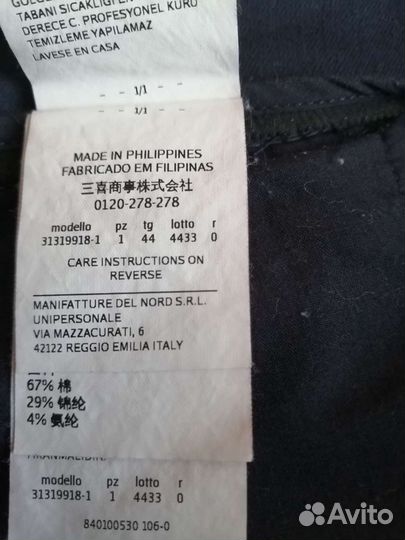 TABANI SICAKLIĞI EN
DERECE C. PROFESYONEL KURU
TEMIZLEME YAPILAMAZ
LAVESE EN CASA
- - 1/1 - -
- - 1/1 - -
MADE IN PHILIPPINES
FABRICADO EM FILIPINAS
三喜商事株式会社
0120-278-278
modello pz tg lotto r
31319918-1 1 44 4433 0
CARE INSTRUCTIONS ON
REVERSE
MANIFATTURE DEL NORD S.R.L.
UNIPERSONALE
VIA MAZZACURATI, 6
42122 REGGIO EMILIA ITALY
67% 棉
29% 锦纶
4% 氨纶
modello pz lotto r
31319918-1 1 4433 0
840100530 106-0
Avito